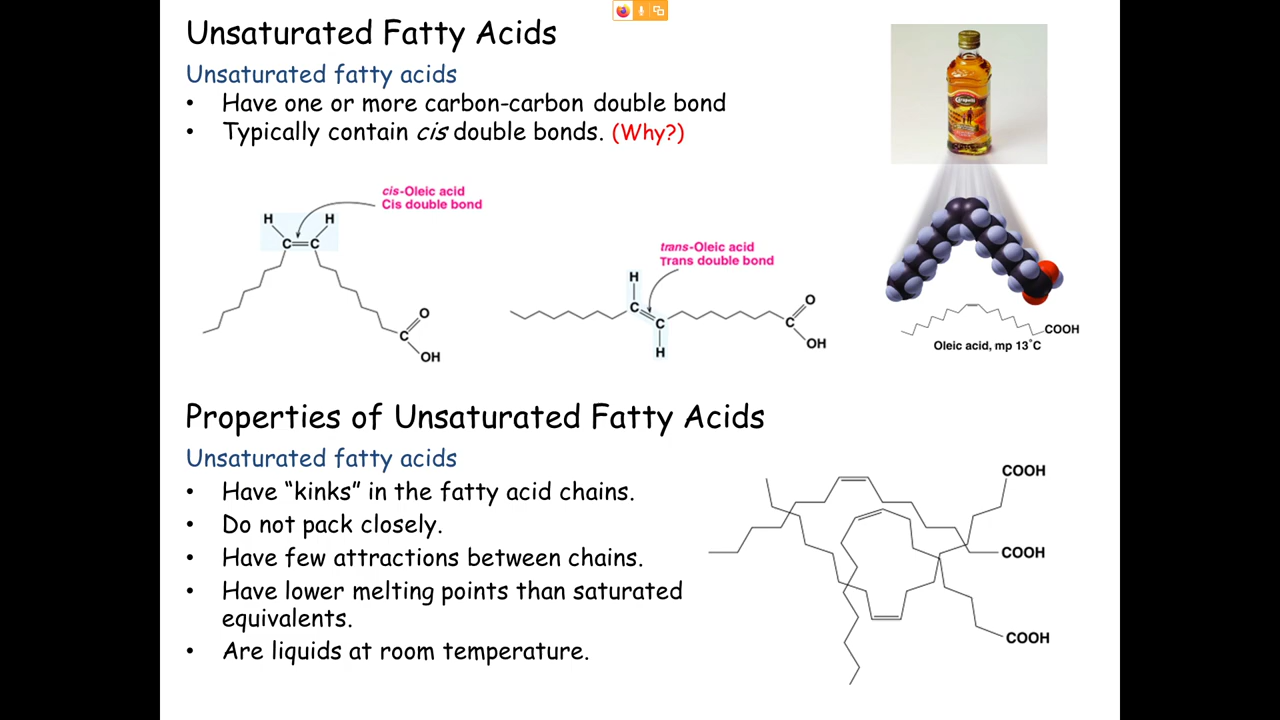 Unsaturated Fatty Acids
Unsaturated fatty acids
• Have one or more carbon-carbon double bond
• Typically contain cis double bonds. (Why?)
cis-Oleic acid
Cis double bond
H H
C C
O
C
OH
trans-Oleic acid
Trans double bond
H
C
C
H
O
C
OH
COOH
Oleic acid, mp 13°C
Properties of Unsaturated Fatty Acids
Unsaturated fatty acids
• Have “kinks” in the fatty acid chains.
• Do not pack closely.
• Have few attractions between chains.
• Have lower melting points than saturated
equivalents.
• Are liquids at room temperature.
COOH
COOH
COOH